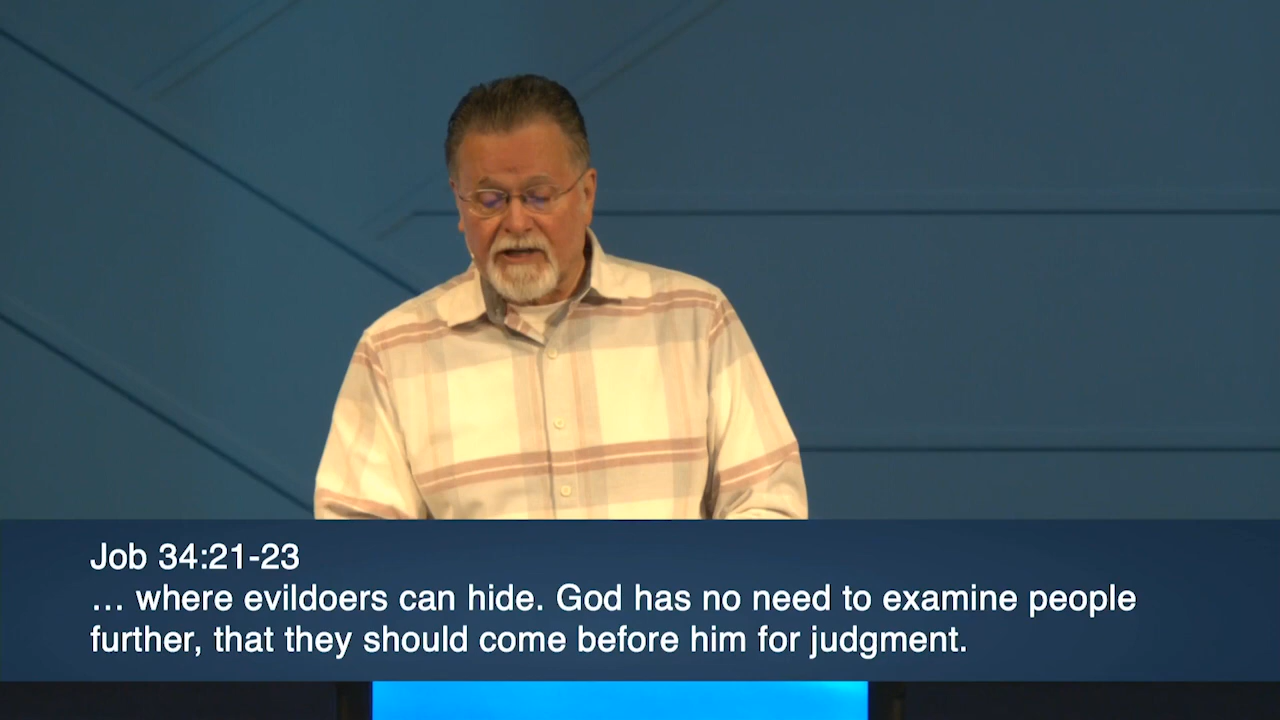 Job 34:21-23
… where evildoers can hide. God has no need to examine people
further, that they should come before him for judgment.